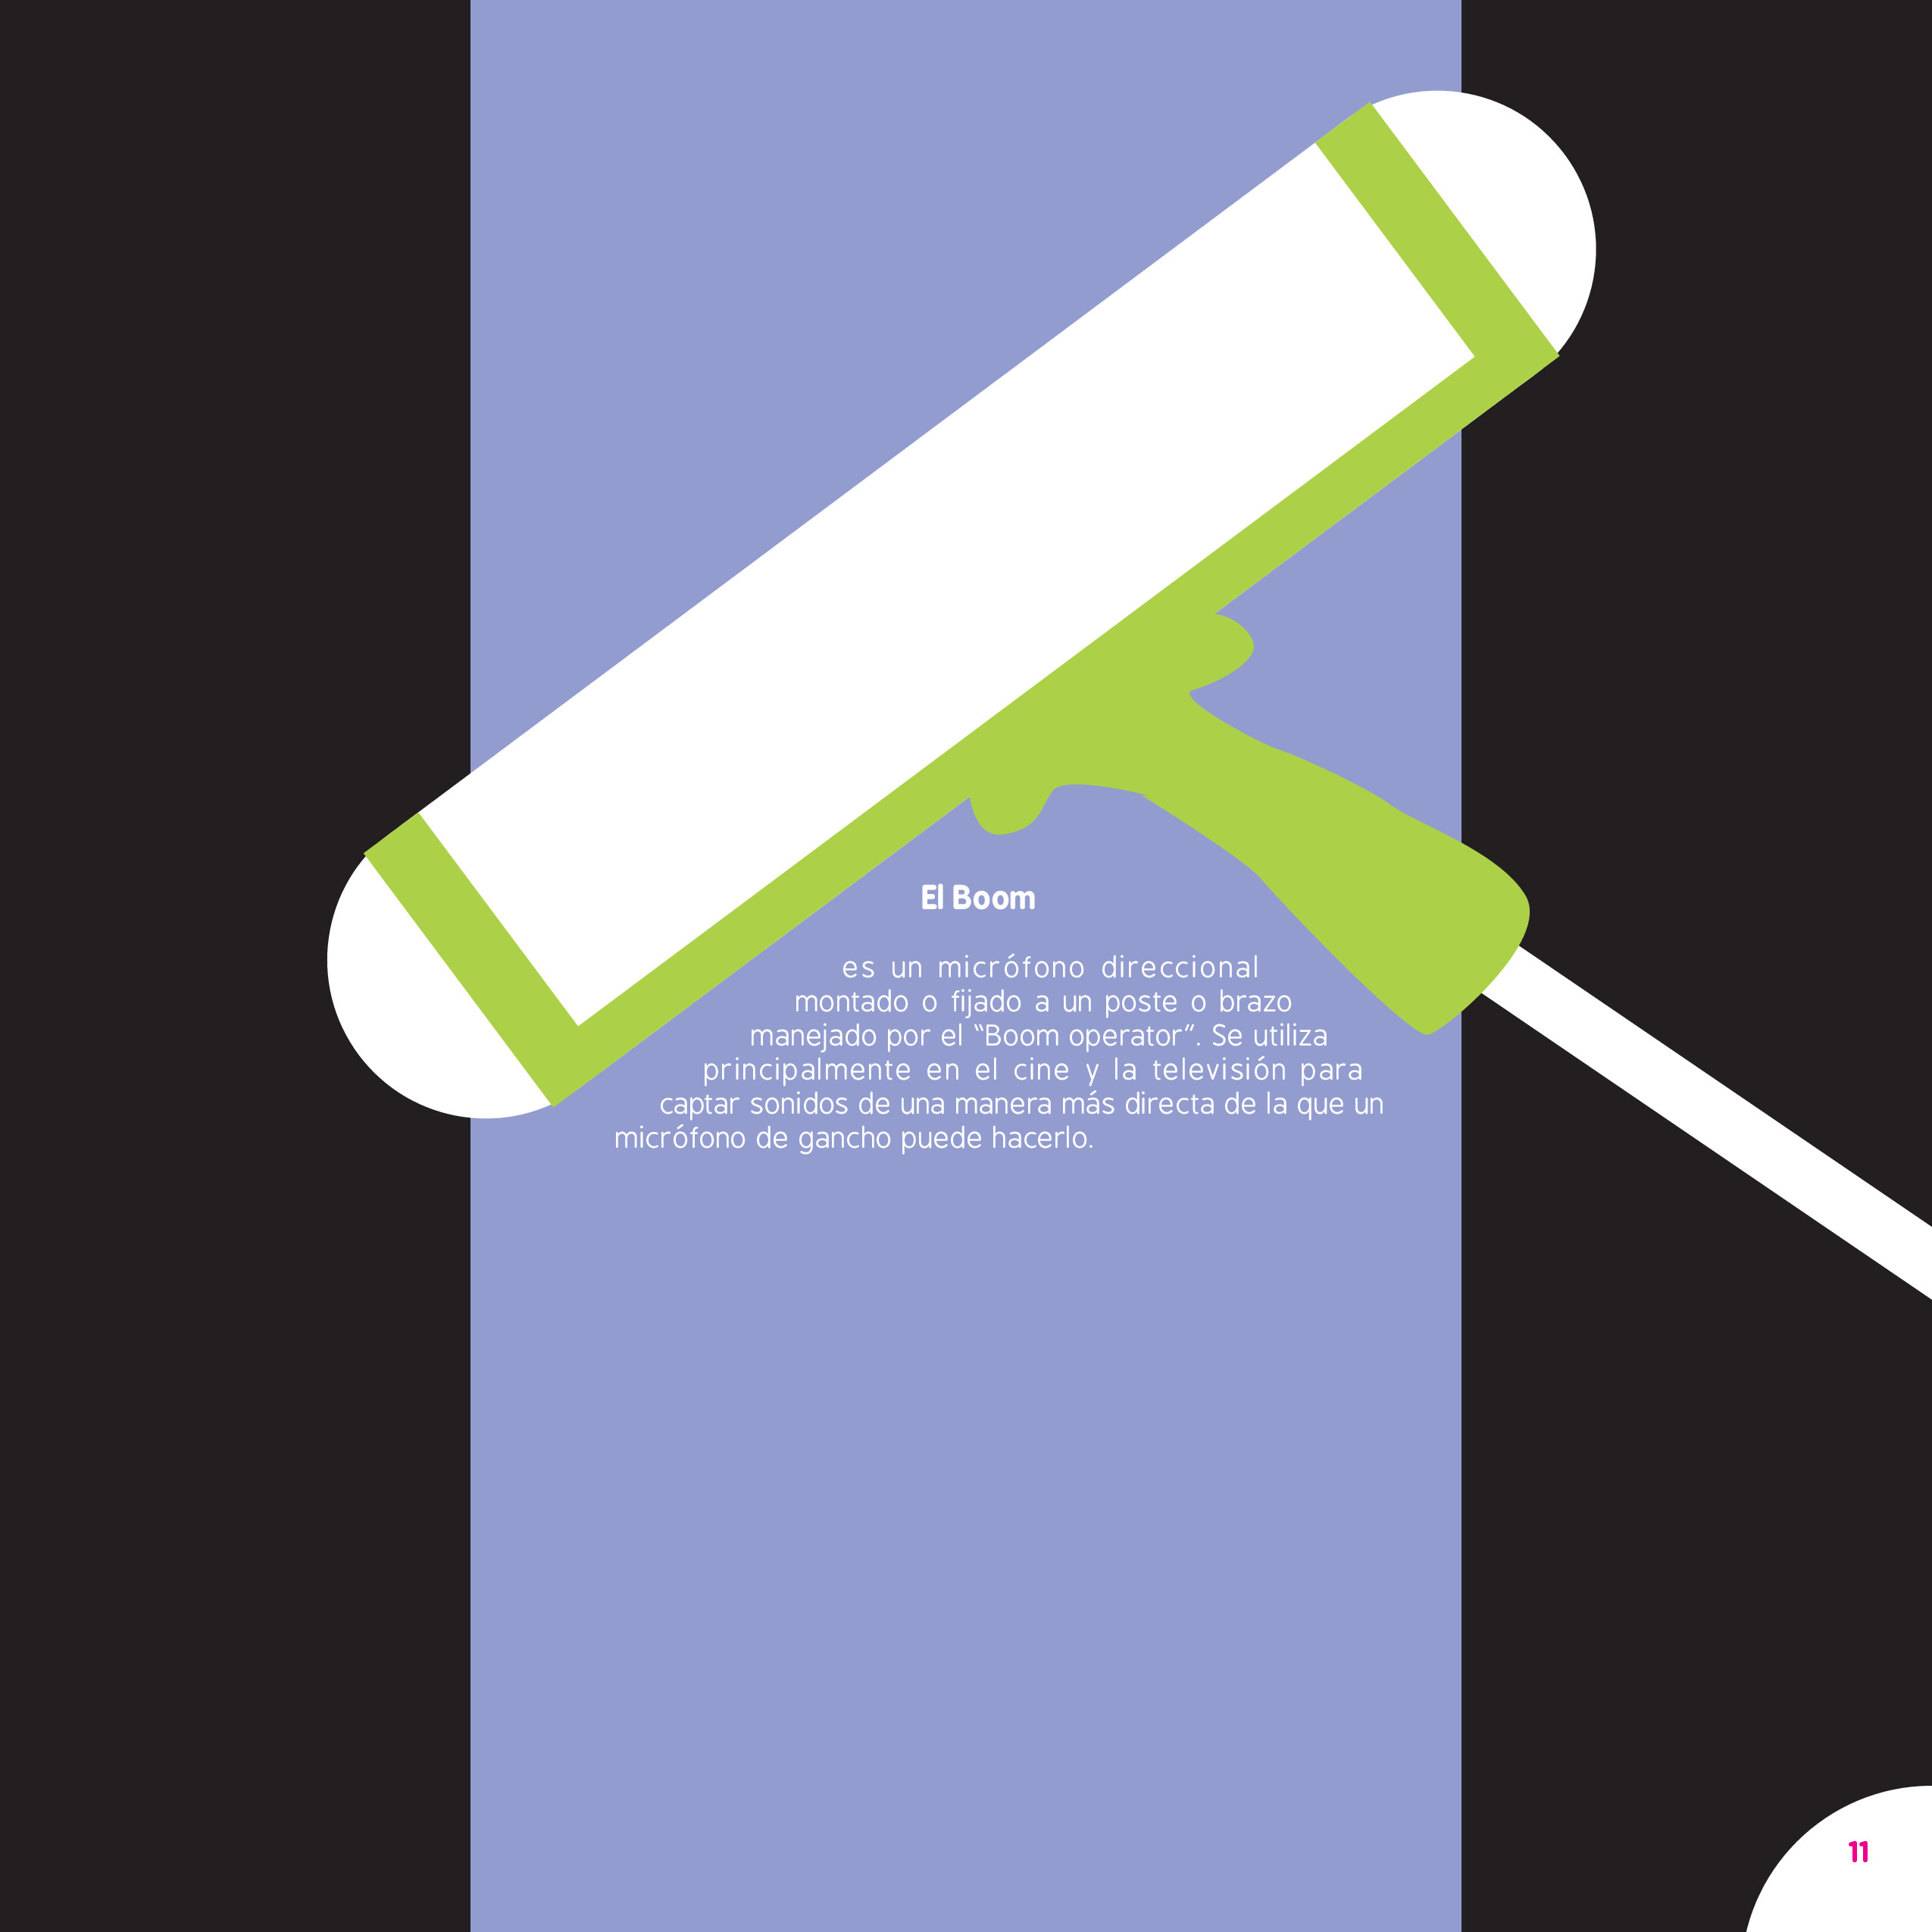 El Boom
es un micrófono direccional
montado o fijado a un poste o brazo
manejado por el “Boom operator”. Se utiliza
principalmente en el cine y la televisión para
captar sonidos de una manera más directa de la que un
micrófono de gancho puede hacerlo.
11